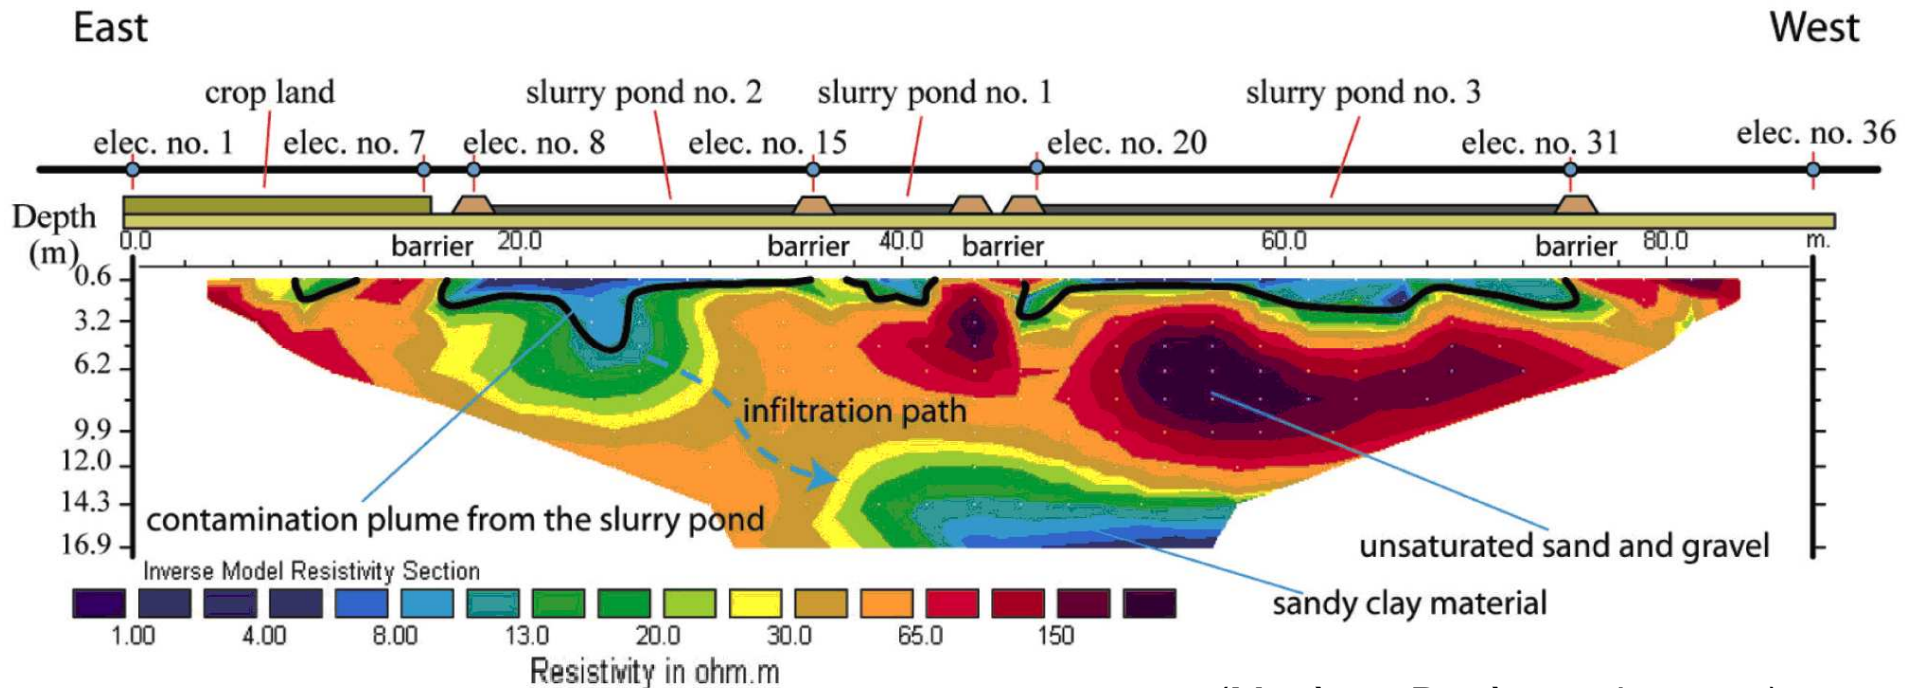 East
West
crop land
slurry pond no. 2
slurry pond no. 1
slurry pond no. 3
elec. no. 1
elec. no. 7
elec. no. 8
elec. no. 15
elec. no. 20
elec. no. 31
elec. no. 36
Depth
(m)
0.0
barrier
20.0
barrier
40.0
barrier
60.0
barrier
80.0
m.
0.6
3.2
6.2
9.9
12.0
14.3
16.9
infiltration path
contamination plume from the slurry pond
unsaturated sand and gravel
sandy clay material
Inverse Model Resistivity Section
1.00
4.00
8.00
13.0
20.0
30.0
65.0
150
Resistivity in ohm.m